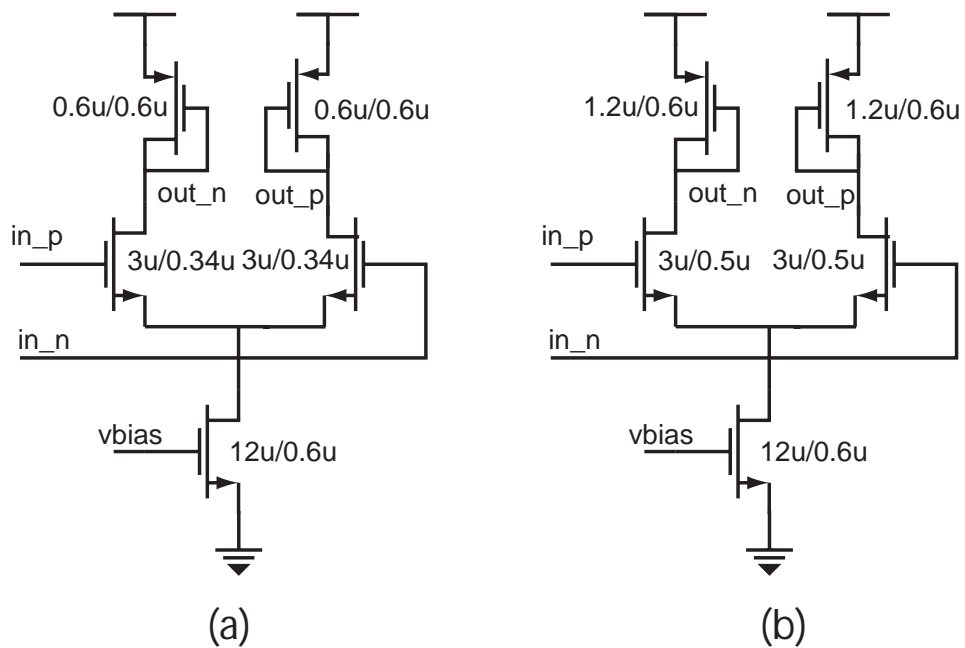 0.6u/0.6u
0.6u/0.6u
out_n
out_p
in_p
3u/0.34u
3u/0.34u
in_n
vbias
12u/0.6u
(a)
1.2u/0.6u
1.2u/0.6u
out_n
out_p
in_p
3u/0.5u
3u/0.5u
in_n
vbias
12u/0.6u
(b)